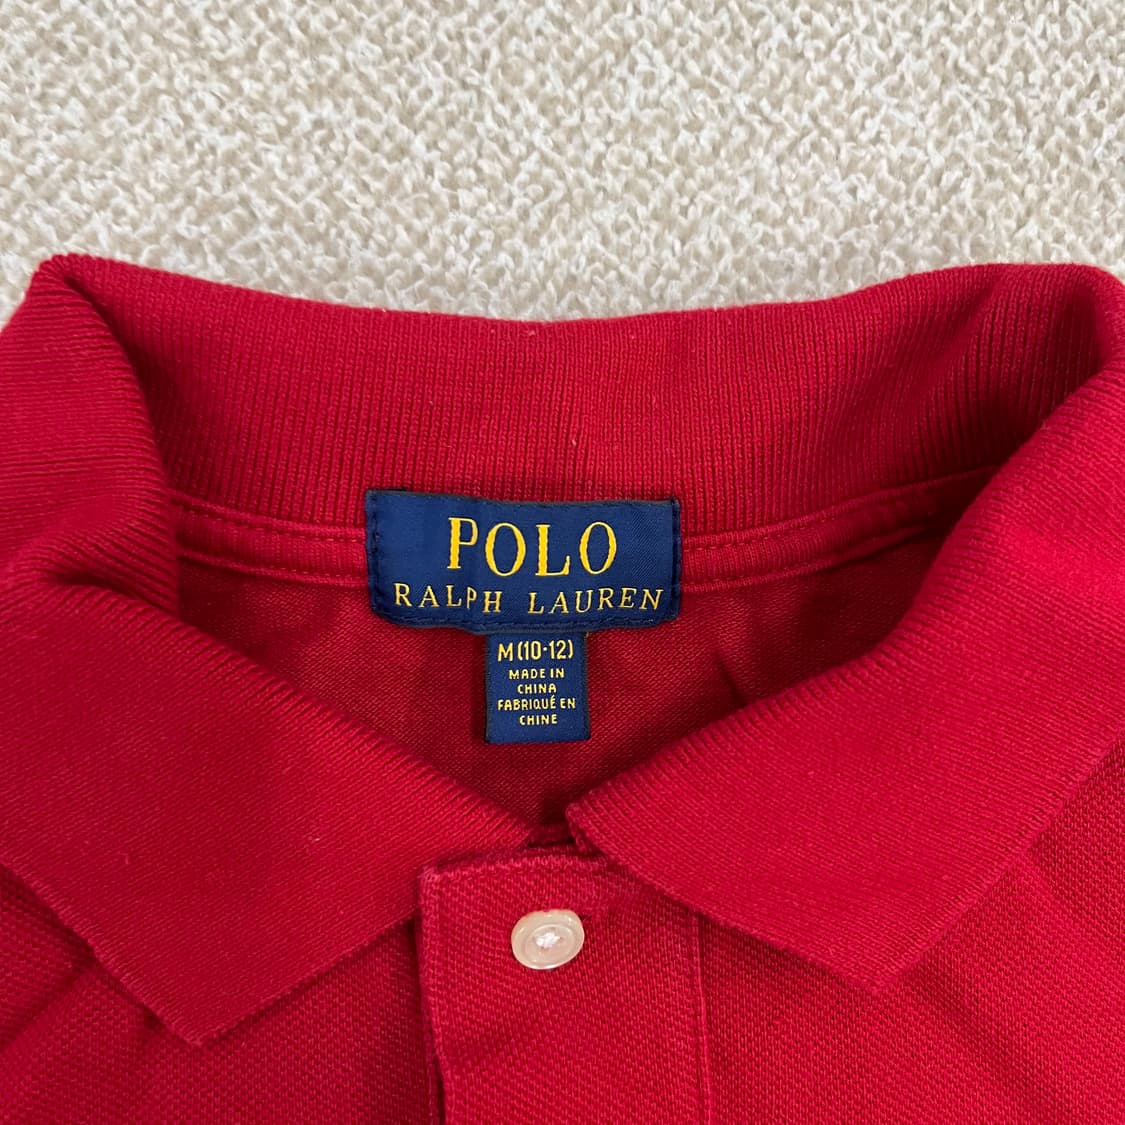 POLO
RALPH LAUREN
M(10-12)
MADE IN
CHINA
FABRIQUÉ EN
CHINE